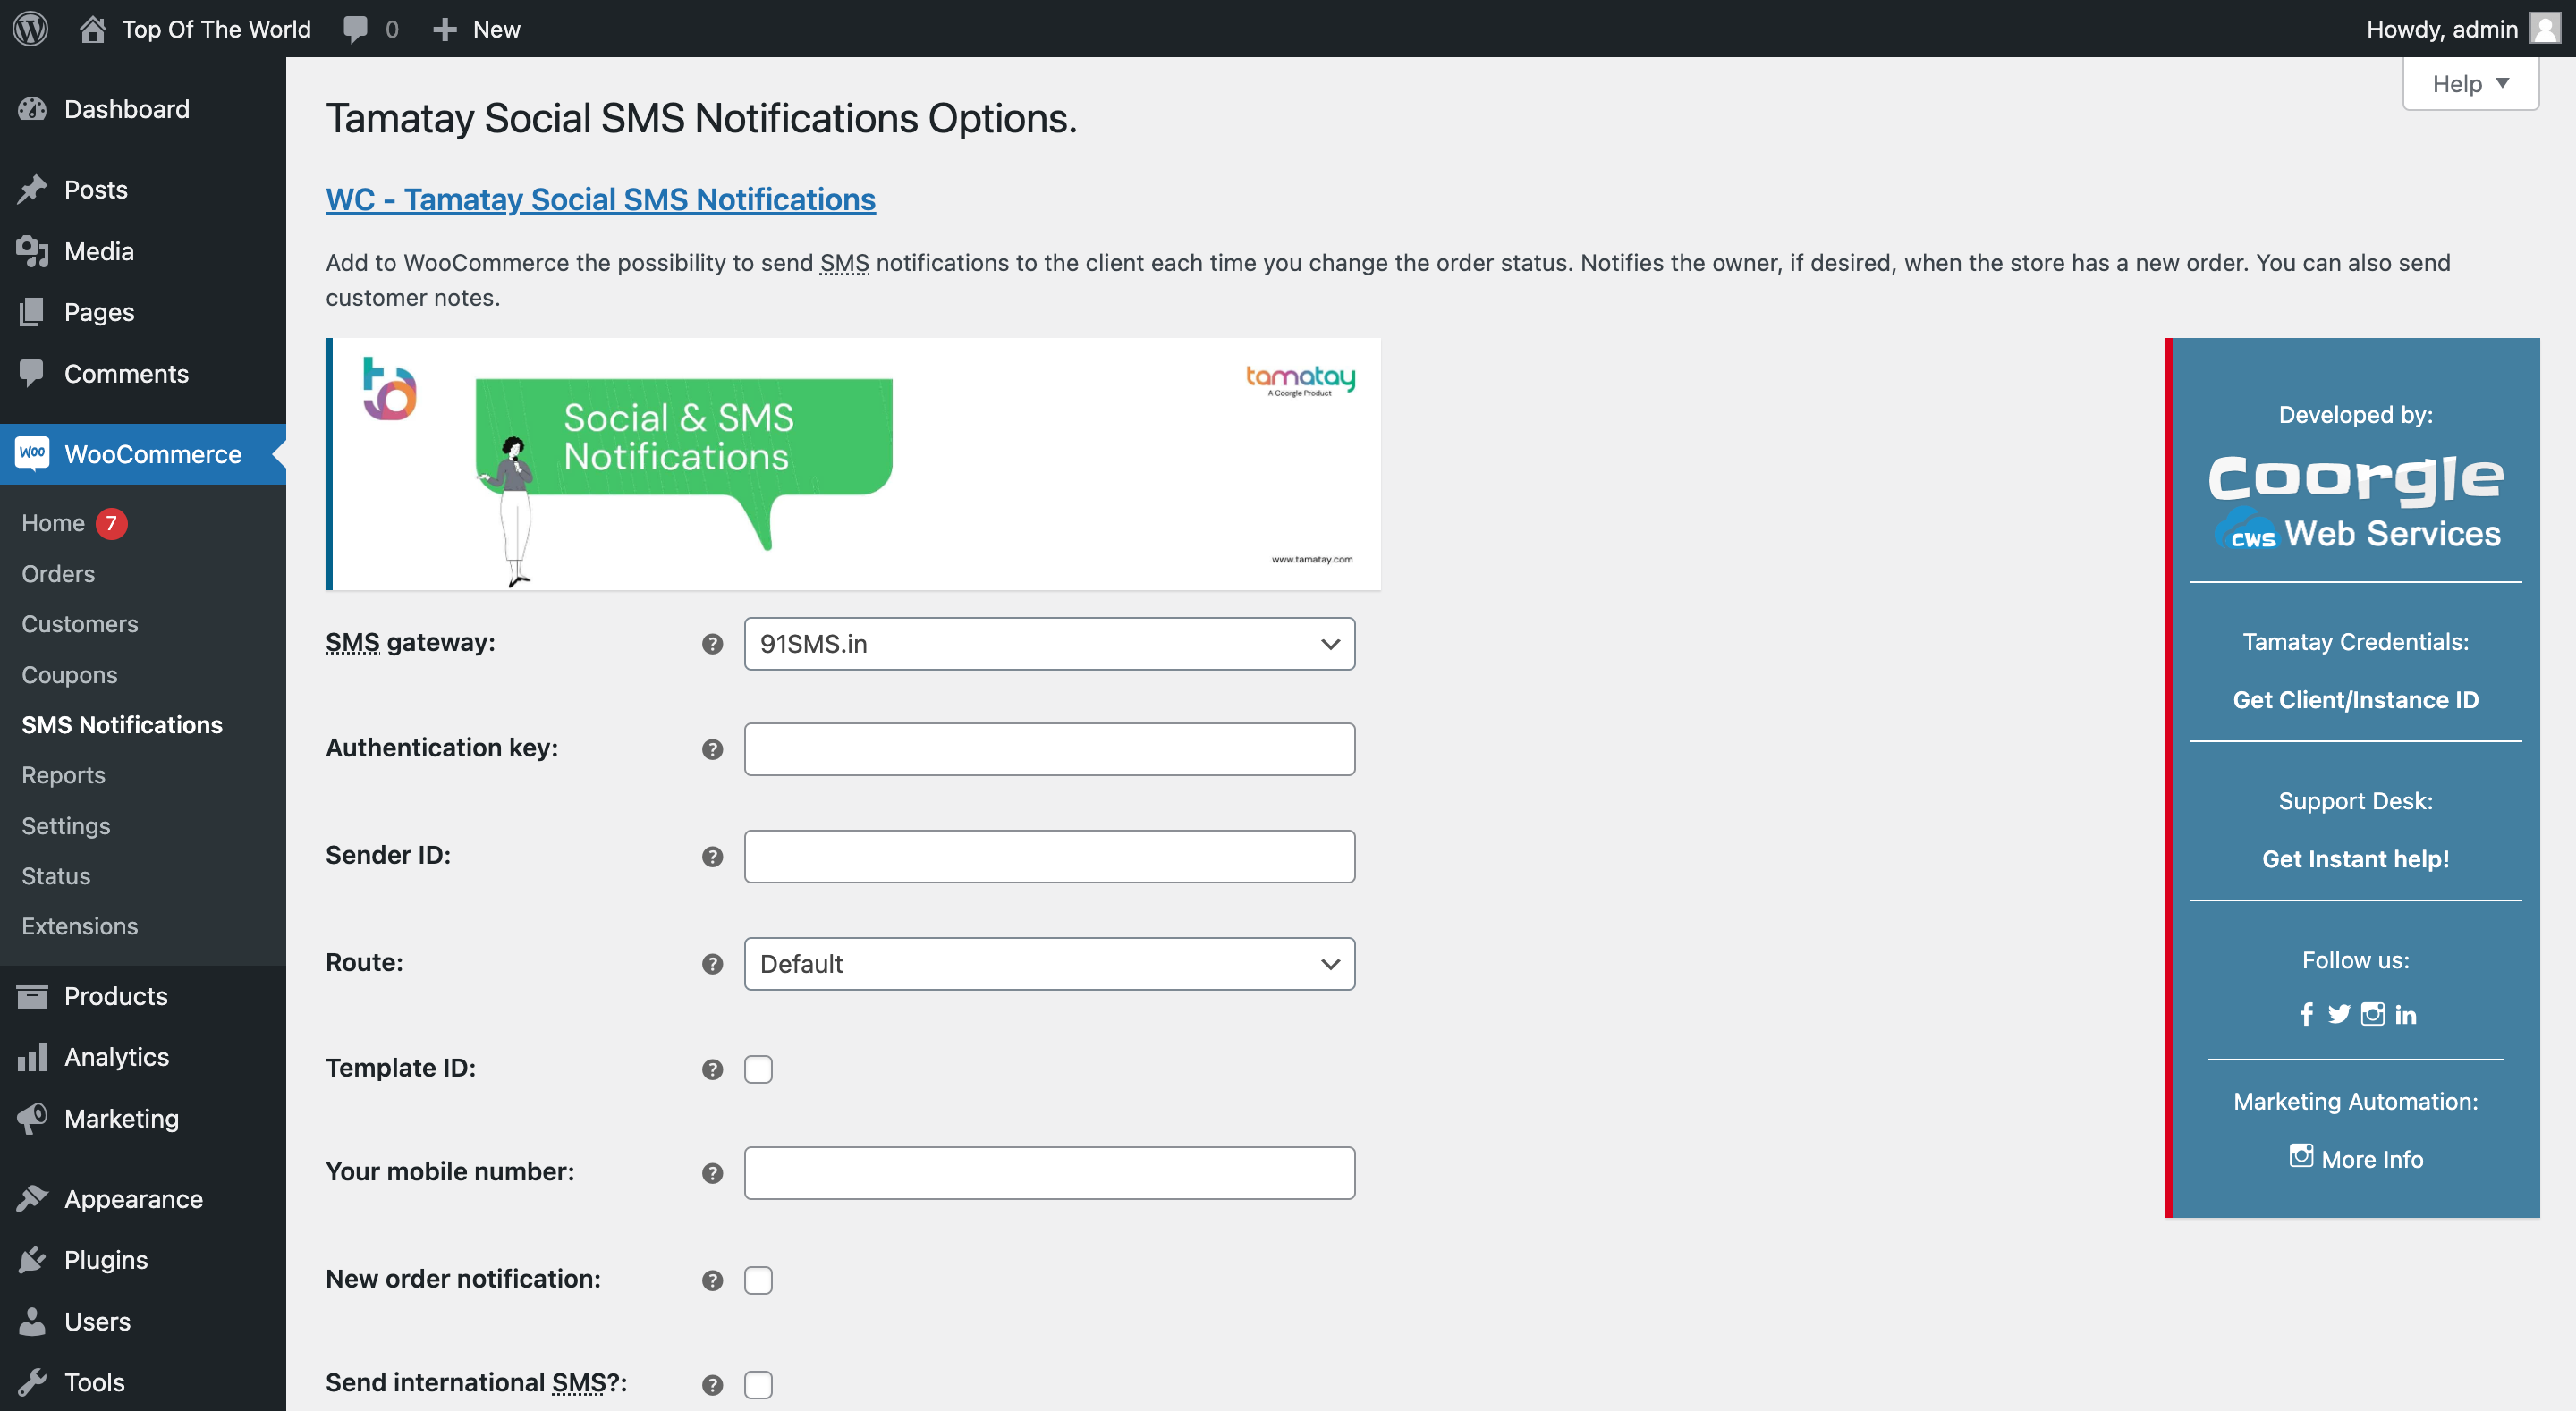 Top Of The World
0
New
Howdy, admin
Help
Dashboard
Posts
Media
Pages
Comments
Woo
WooCommerce
Home 7
Orders
Customers
Coupons
SMS Notifications
Reports
Settings
Status
Extensions
Products
Analytics
Marketing
Appearance
Plugins
Users
Tools
Tamatay Social SMS Notifications Options.
WC - Tamatay Social SMS Notifications
Add to WooCommerce the possibility to send SMS notifications to the client each time you change the order status. Notifies the owner, if desired, when the store has a new order. You can also send
customer notes.
ta
Social & SMS
Notifications
tamatay
A Coorgle Product
www.tamatay.com
SMS gateway: ? 91SMS.in
Authentication key: ?
Sender ID: ?
Route: ? Default
Template ID: ?
Your mobile number: ?
New order notification: ?
Send international SMS?: ?
Developed by:
Coorgle
CWS Web Services
Tamatay Credentials:
Get Client/Instance ID
Support Desk:
Get Instant help!
Follow us:
Marketing Automation:
More Info